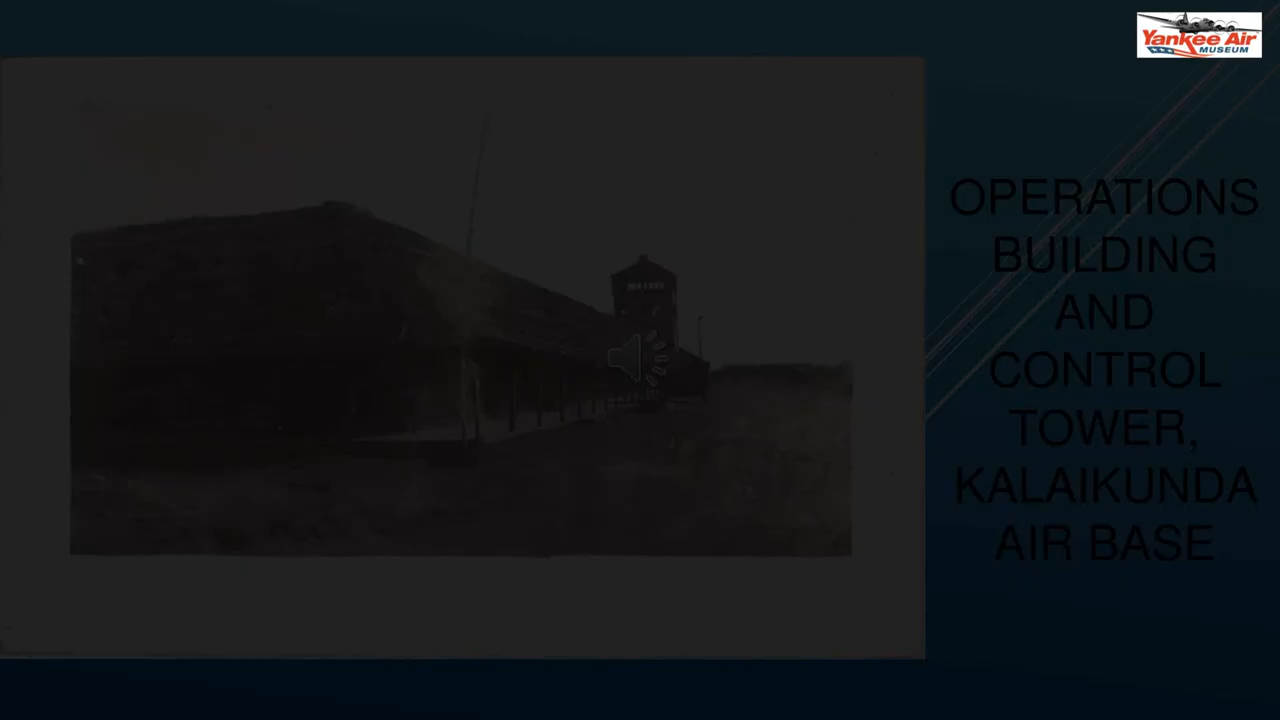 Yankee Air
MUSEUM
OPERATIONS
BUILDING
AND
CONTROL
TOWER,
KALAIKUNDA
AIR BASE